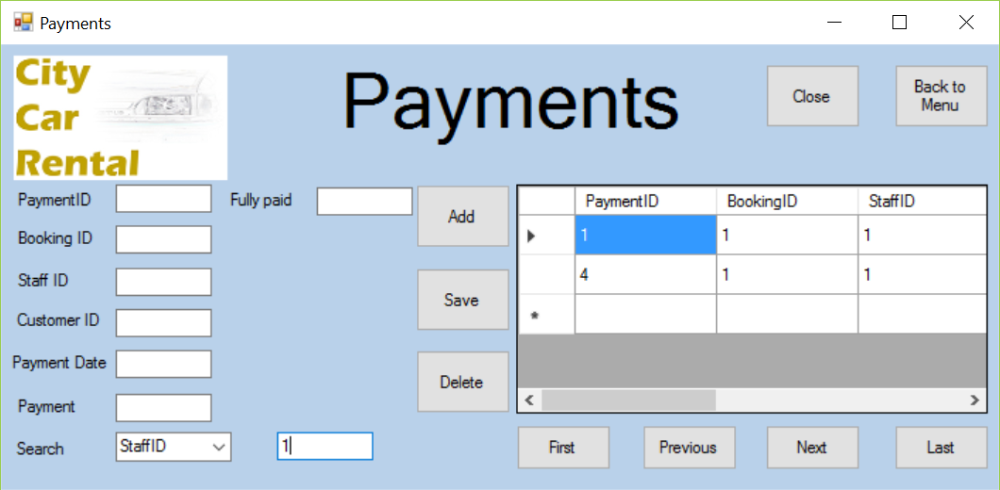 Payments
City
Car
Rental
Payments
Close
Back to
Menu
PaymentID
Fully paid
Add
Booking ID
Staff ID
Save
Customer ID
Payment Date
Delete
Payment
Search StaffID 1
PaymentID BookingID StaffID
1 1 1
4 1 1
*
First Previous Next Last